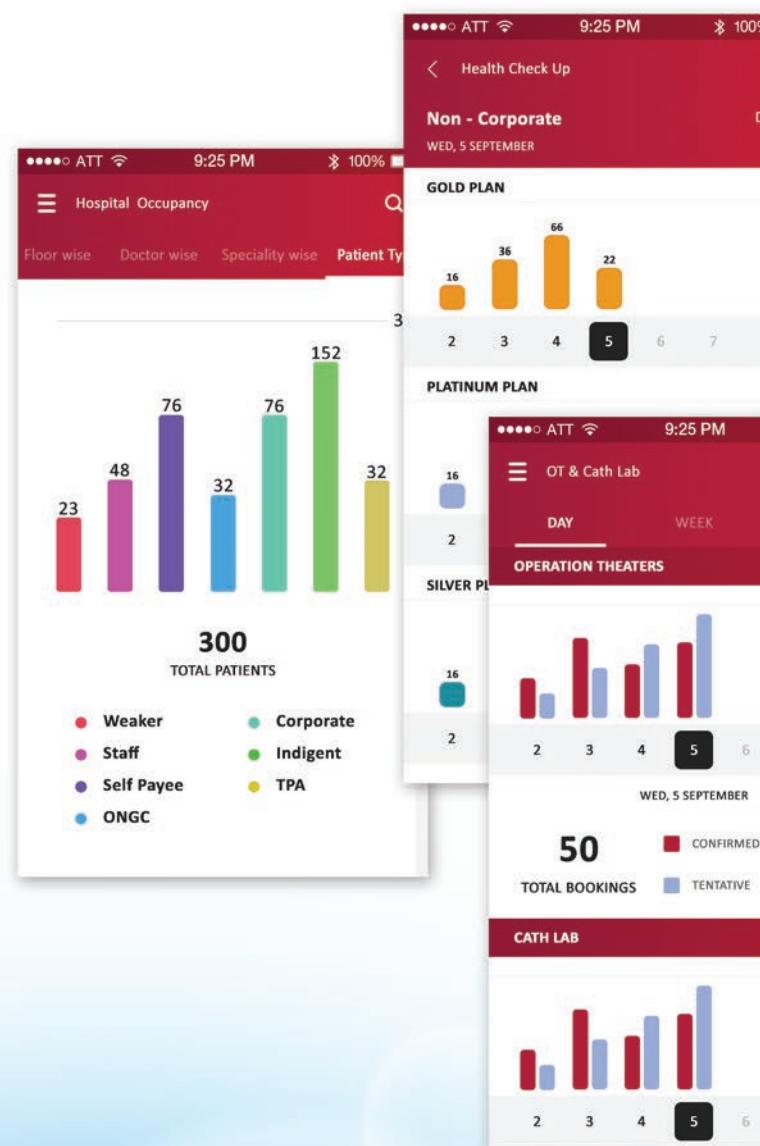 ATT 9:25 PM 100%
Hospital Occupancy
Floor wise Doctor wise Speciality wise Patient Ty
3
23 48 76 32 76 152 32
300
TOTAL PATIENTS
Weaker Corporate
Staff Indigent
Self Payee TPA
ONGC
ATT 9:25 PM 100%
Health Check Up
Non - Corporate
WED, 5 SEPTEMBER
GOLD PLAN
16 36 66 22
2 3 4 5 6 7
PLATINUM PLAN
16
2
SILVER PL
16
2
ATT 9:25 PM
OT & Cath Lab
DAY WEEK
OPERATION THEATERS
2 3 4 5 6
WED, 5 SEPTEMBER
50 CONFIRMED
TOTAL BOOKINGS TENTATIVE
CATH LAB
2 3 4 5 6